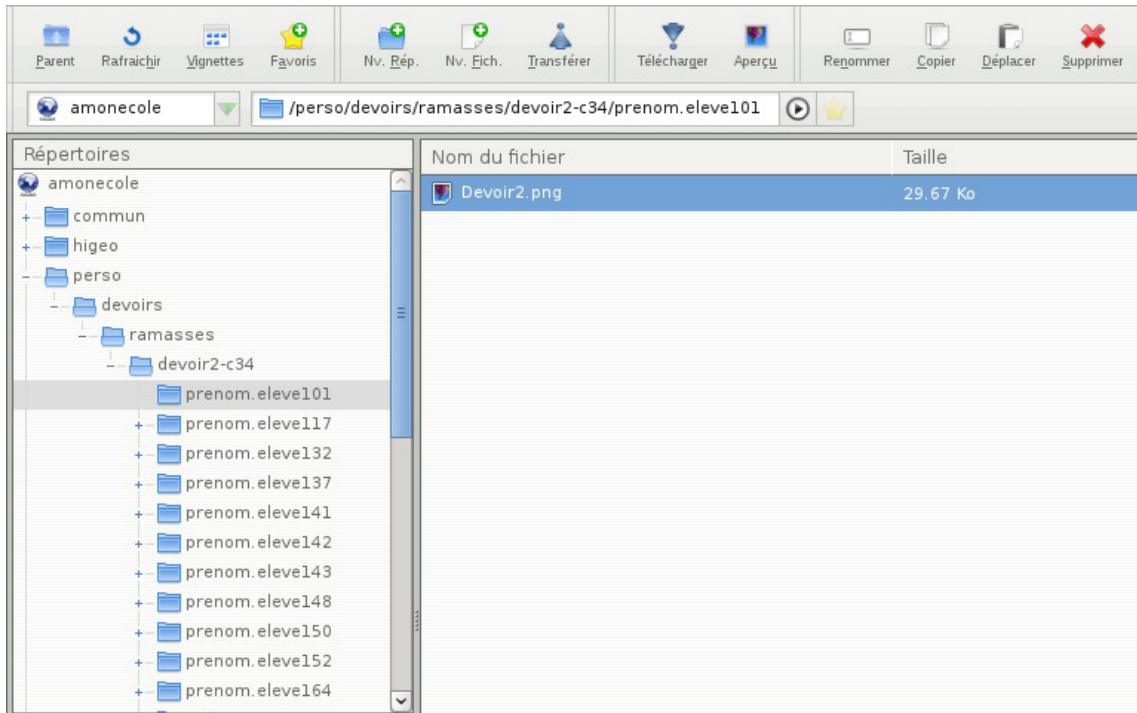 Parent Rafraichir Vignettes Favoris Nv. Rép. Nv. Fich. Transférer Télécharger Aperçu Renommer Copier Déplacer Supprimer
amonecole /perso/devoirs/ramasses/devoir2-c34/prenom.eleve101
Répertoires
amonecole
commun
higeo
perso
devoirs
ramasses
devoir2-c34
prenom.eleve101
prenom.eleve117
prenom.eleve132
prenom.eleve137
prenom.eleve141
prenom.eleve142
prenom.eleve143
prenom.eleve148
prenom.eleve150
prenom.eleve152
prenom.eleve164
Nom du fichier Taille
Devoir2.png 29.67 Ko